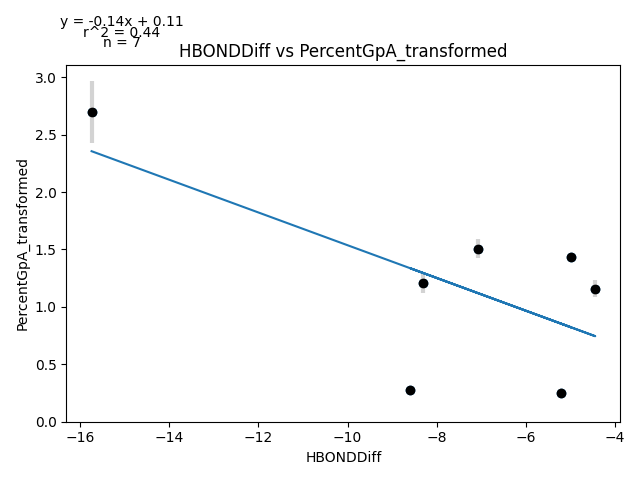 y = -0.14x + 0.11
r^2 = 0.44
n = 7
HBONDDiff vs PercentGpA_transformed
3.0
2.5
2.0
1.5
1.0
0.5
0.0
PercentGpA_transformed
−16 −14 −12 −10 −8 −6 −4
HBONDDiff